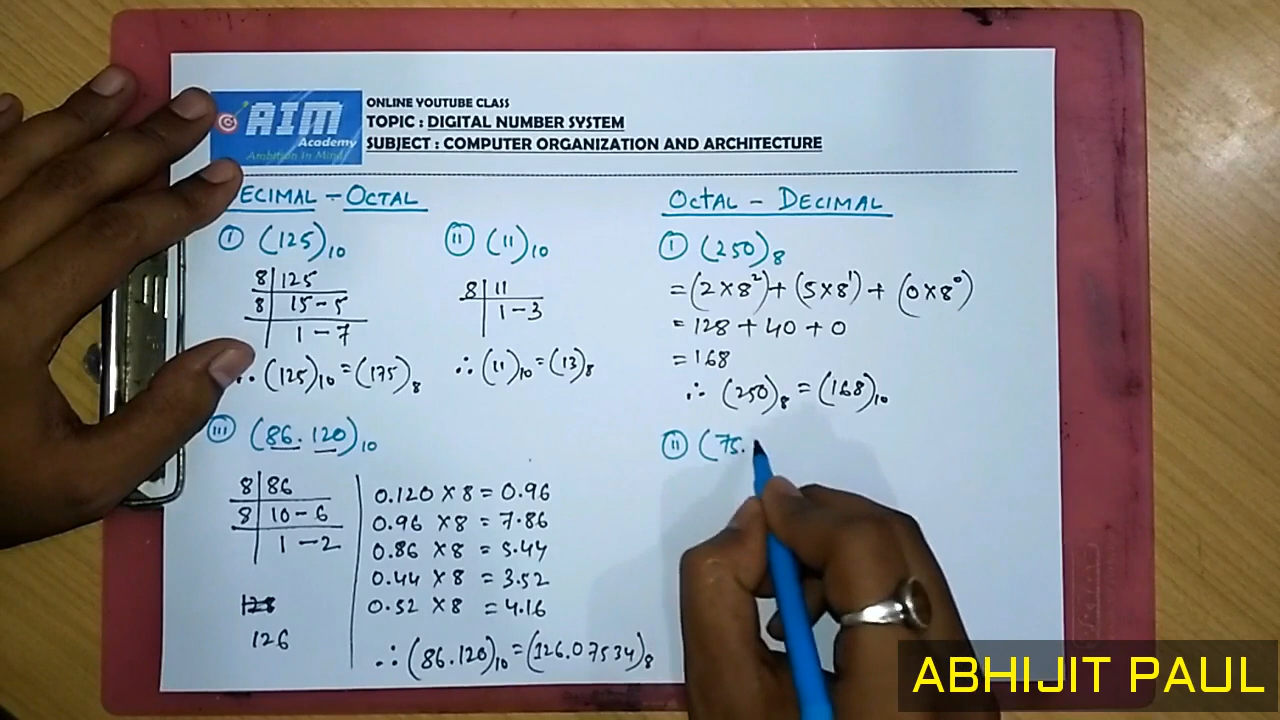 AIM
Academy
Ambition In Mind
ONLINE YOUTUBE CLASS
TOPIC : DIGITAL NUMBER SYSTEM
SUBJECT : COMPUTER ORGANIZATION AND ARCHITECTURE
ECIMAL – OCTAL
I (125)10
8 | 125
8 | 15 – 5
1 – 7
∴ (125)10 = (175)8
II (11)10
8 | 11
1 – 3
∴ (11)10 = (13)8
III (86.120)10
8 | 86
8 | 10 – 6
1 – 2
126
0.120 × 8 = 0.96
0.96 × 8 = 7.86
0.86 × 8 = 5.44
0.44 × 8 = 3.52
0.52 × 8 = 4.16
∴ (86.120)10 = (126.07534)8
OCTAL – DECIMAL
I (250)8
= (2 × 8²) + (5 × 8¹) + (0 × 8⁰)
= 128 + 40 + 0
= 168
∴ (250)8 = (168)10
II (75.
ABHIJIT PAUL